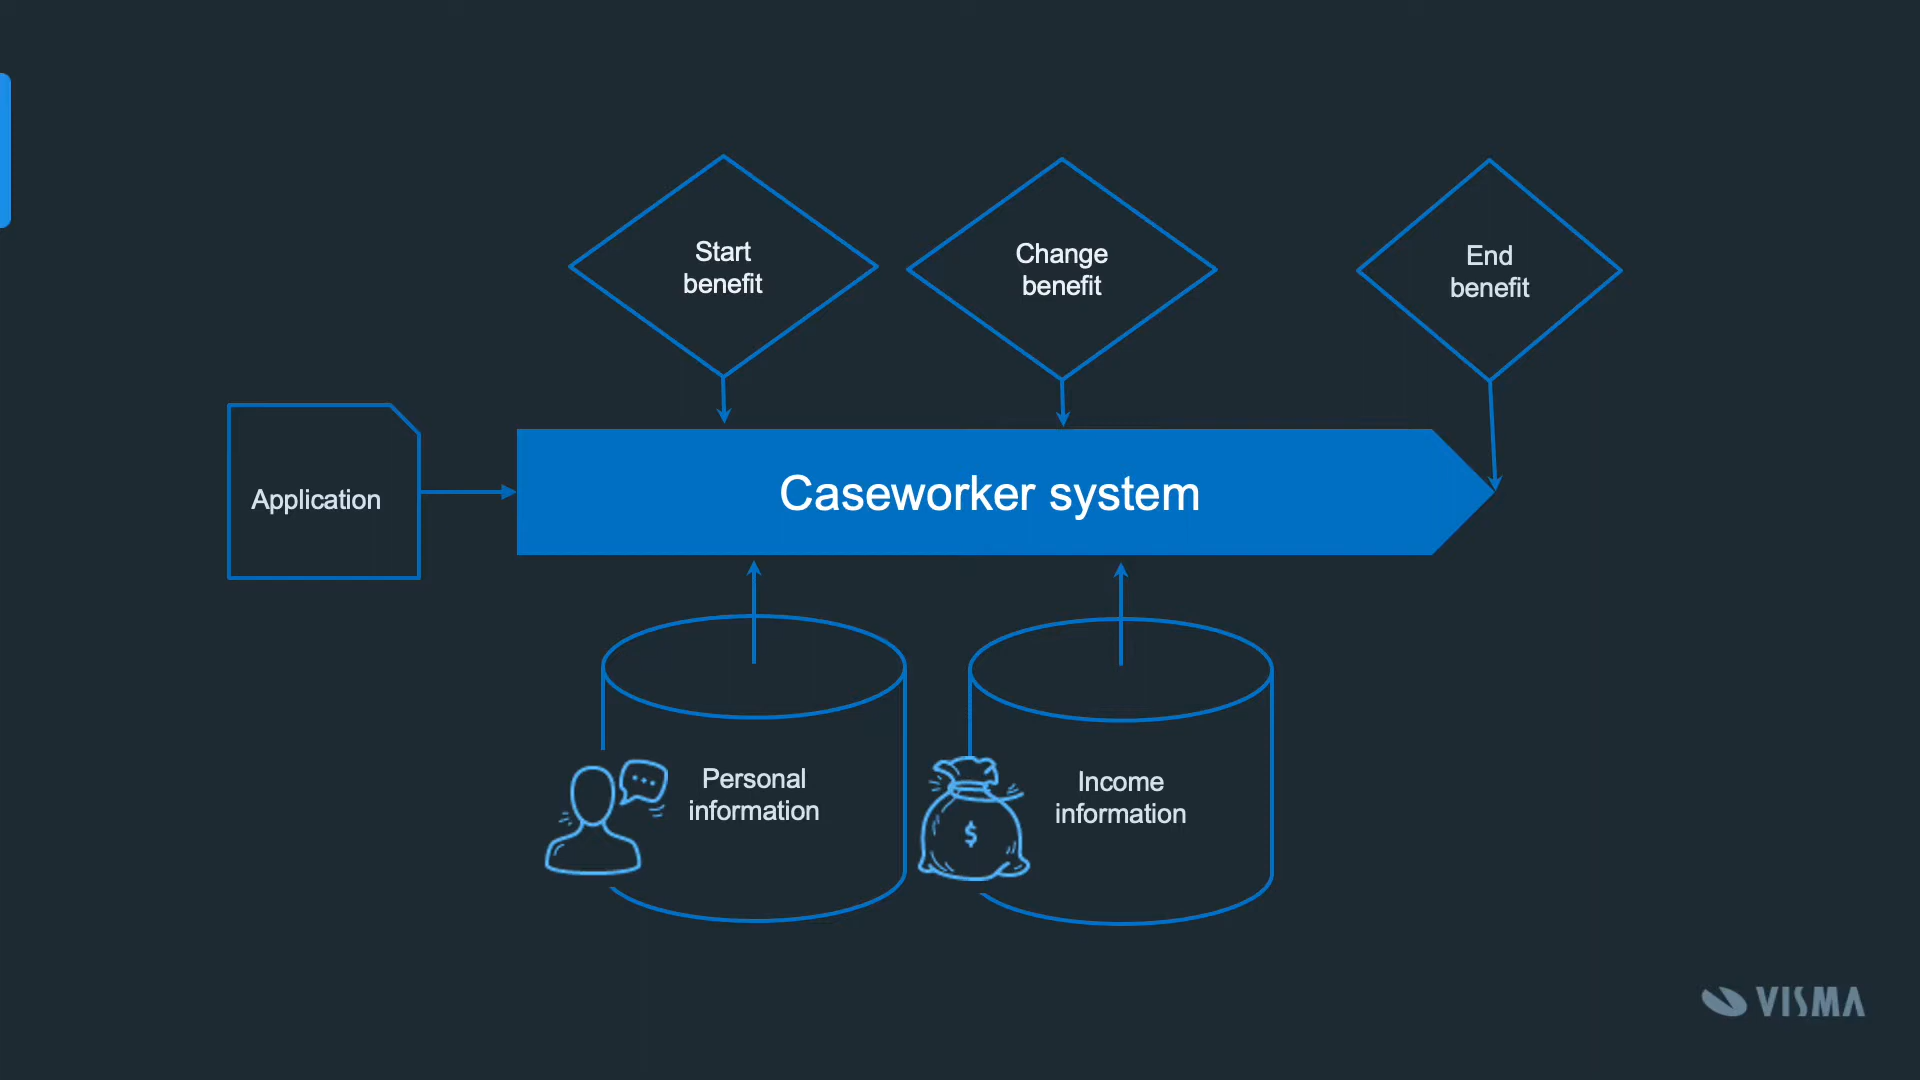 Start
benefit
Change
benefit
End
benefit
Application
Caseworker system
Personal
information
Income
information
$
VISMA